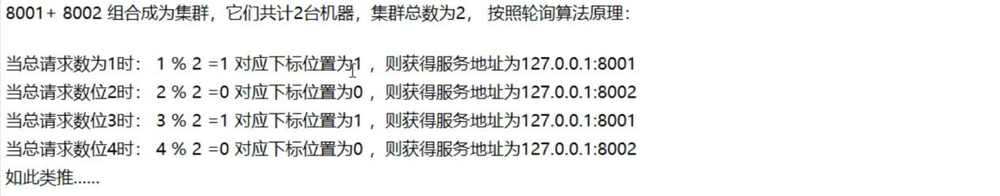 8001+ 8002 组合成为集群，它们共计2台机器，集群总数为2， 按照轮询算法原理：
当总请求数为1时： 1 % 2 =1 对应下标位置为1 ，则获得服务地址为127.0.0.1:8001
当总请求数位2时： 2 % 2 =0 对应下标位置为0 ，则获得服务地址为127.0.0.1:8002
当总请求数位3时： 3 % 2 =1 对应下标位置为1 ，则获得服务地址为127.0.0.1:8001
当总请求数位4时： 4 % 2 =0 对应下标位置为0 ，则获得服务地址为127.0.0.1:8002
如此类推......